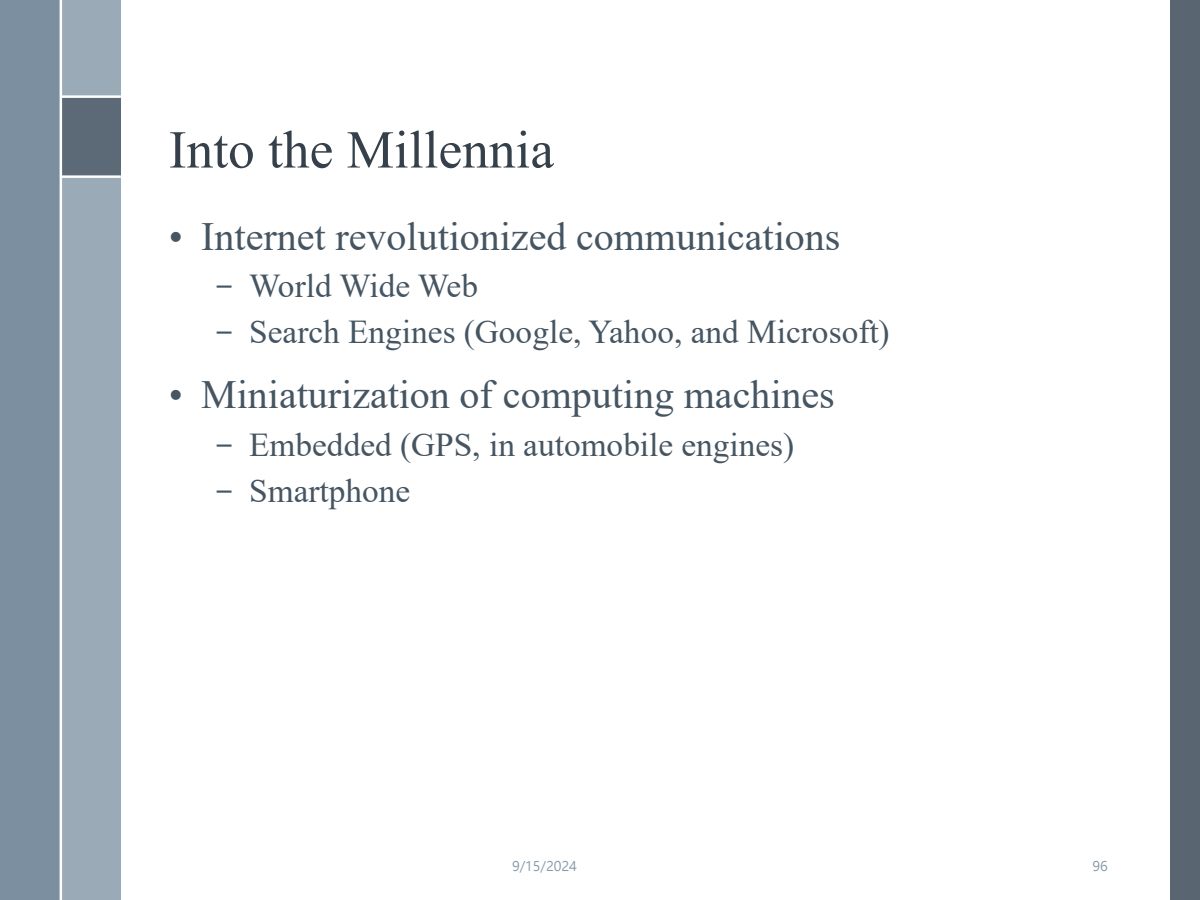 Into the Millennia
• Internet revolutionized communications
– World Wide Web
– Search Engines (Google, Yahoo, and Microsoft)
• Miniaturization of computing machines
– Embedded (GPS, in automobile engines)
– Smartphone
9/15/2024
96